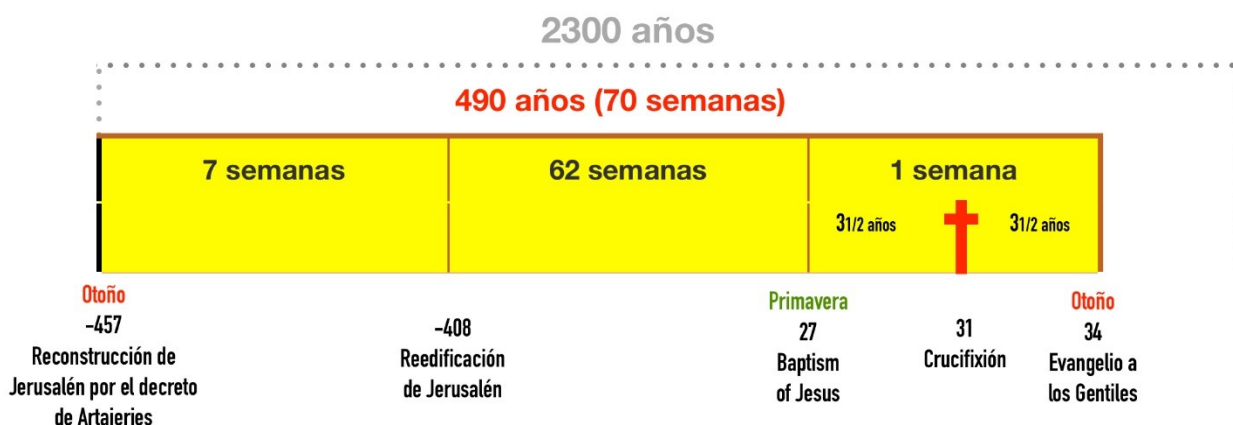 2300 años
490 años (70 semanas)
7 semanas
62 semanas
1 semana
31/2 años
31/2 años
Otoño
-457
Reconstrucción de
Jerusalén por el decreto
de Artajeries
-408
Reedificación
de Jerusalén
Primavera
27
Baptism
of Jesus
31
Crucifixión
Otoño
34
Evangelio a
los Gentiles